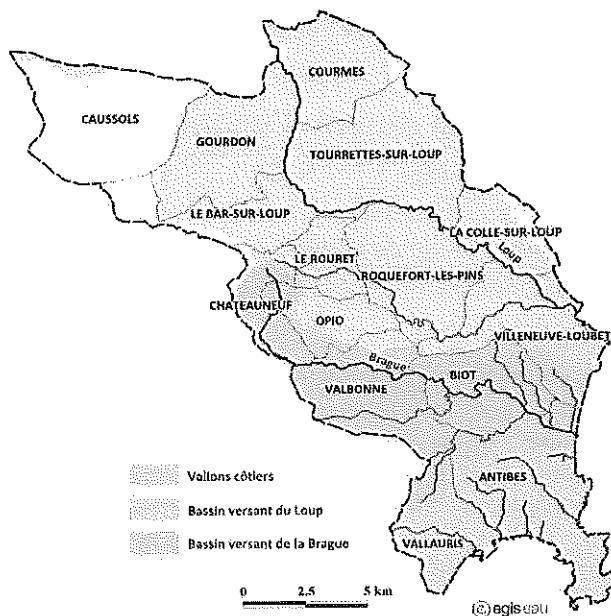 COURMES
CAUSSOLS
GOURDON
TOURRETTES-SUR-LOUP
LE BAR-SUR-LOUP
LA COLLE-SUR-LOUP
Loup
LE ROURET
ROQUEFORT-LES-PINS
CHATEAUNEUF
OPIO
VILLENEUVE-LOUBET
Brague
BIOT
VALBONNE
Vallons côtiers
ANTIBES
Bassin versant du Loup
Bassin versant de la Brague
VALLAURIS
0 2.5 5 km
(c) egis eau